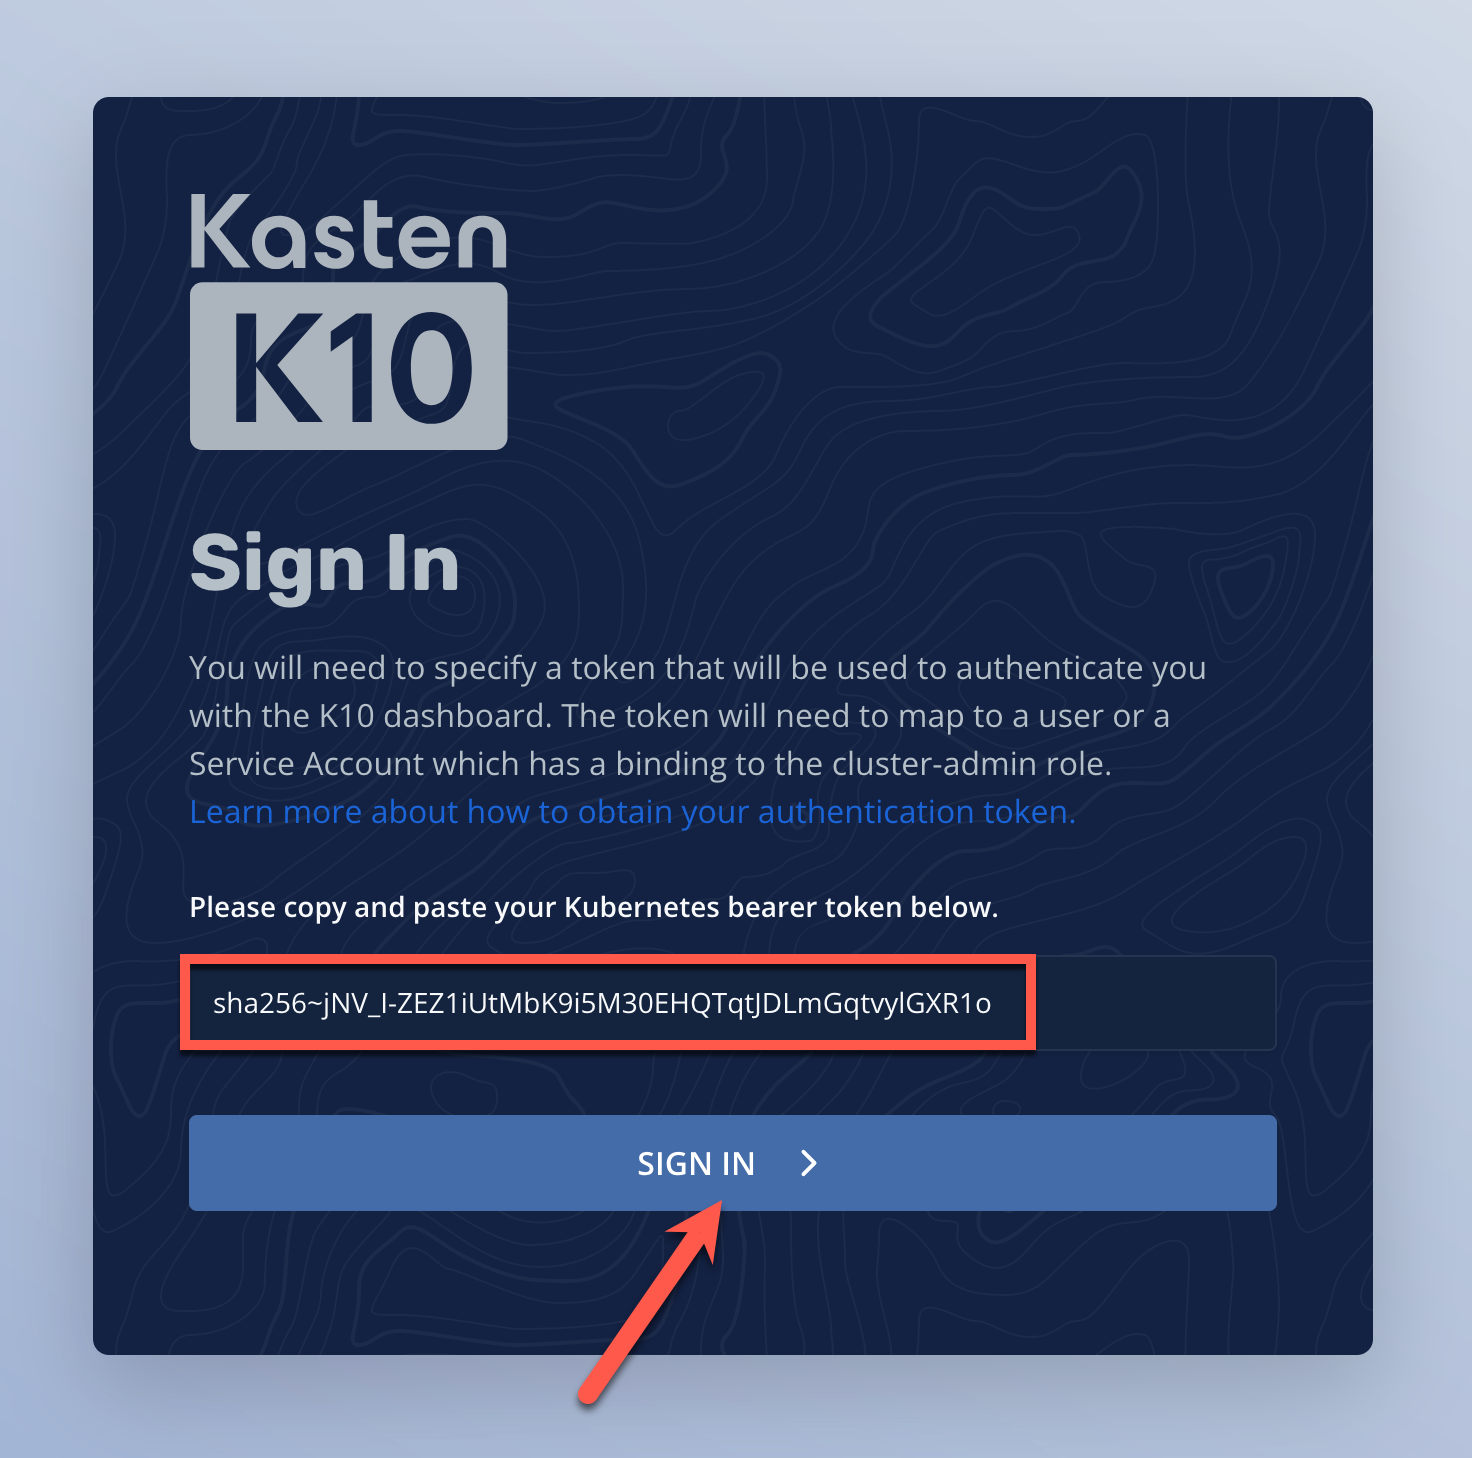 Kasten
K10
Sign In
You will need to specify a token that will be used to authenticate you
with the K10 dashboard. The token will need to map to a user or a
Service Account which has a binding to the cluster-admin role.
Learn more about how to obtain your authentication token.
Please copy and paste your Kubernetes bearer token below.
sha256~jNV_I-ZEZ1iUtMbK9i5M30EHQTqtJDLmGqtvylGXR1o
SIGN IN